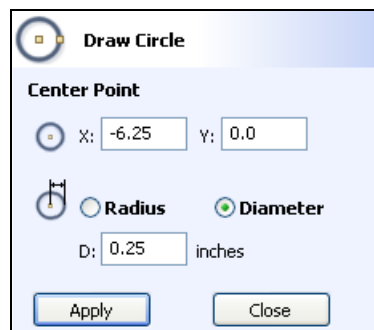 Draw Circle
Center Point
X: -6.25 Y: 0.0
Radius Diameter
D: 0.25 inches
Apply Close